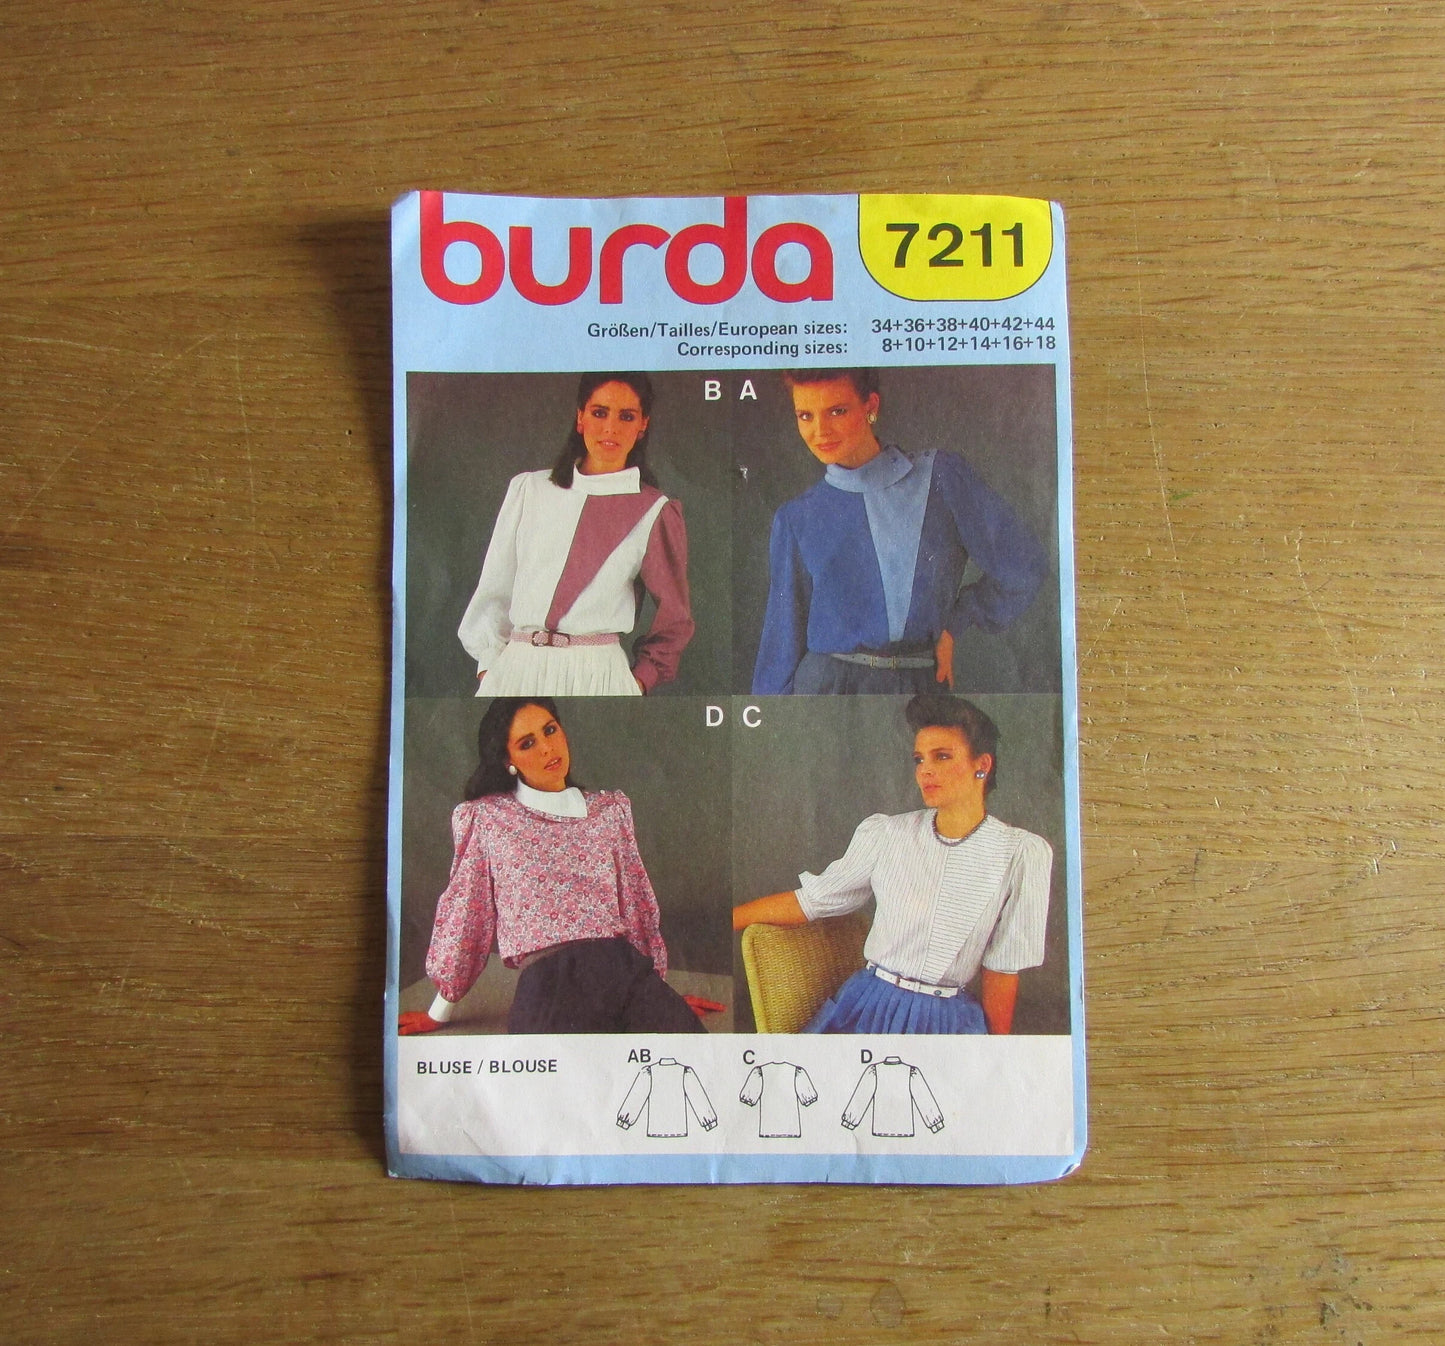 burda
7211
Größen/Tailles/European sizes: 34+36+38+40+42+44
Corresponding sizes: 8+10+12+14+16+18
B A
D C
BLUSE / BLOUSE
AB C D